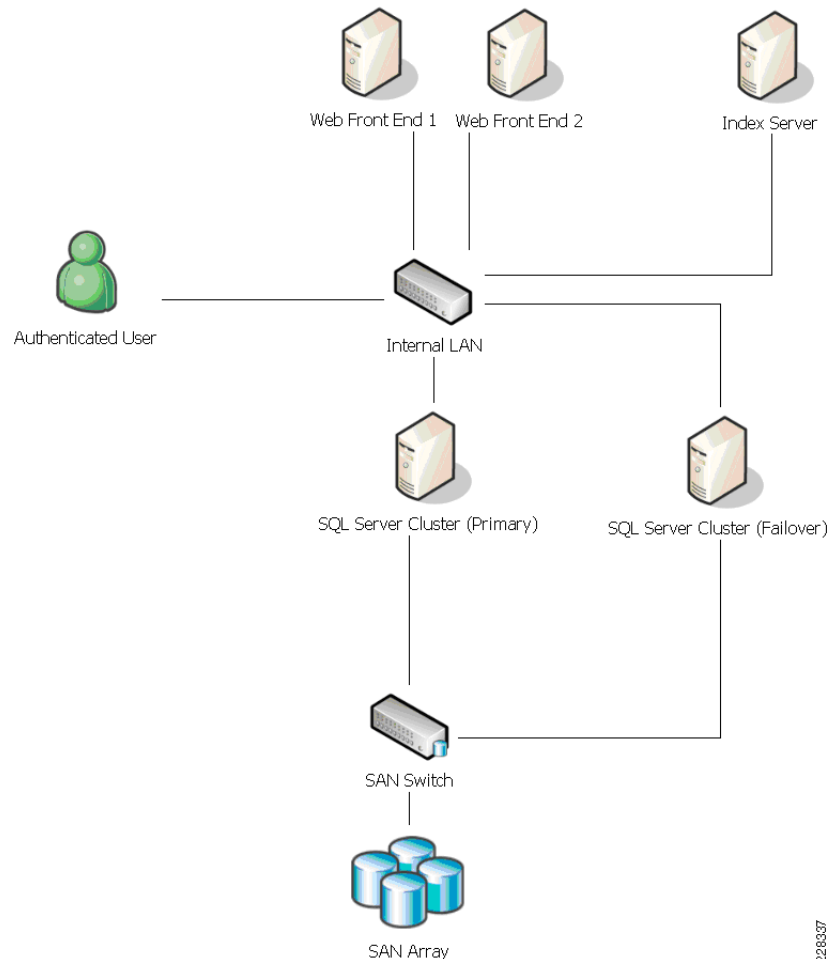 Web Front End 1
Web Front End 2
Index Server
Authenticated User
Internal LAN
SQL Server Cluster (Primary)
SQL Server Cluster (Failover)
SAN Switch
SAN Array
228337